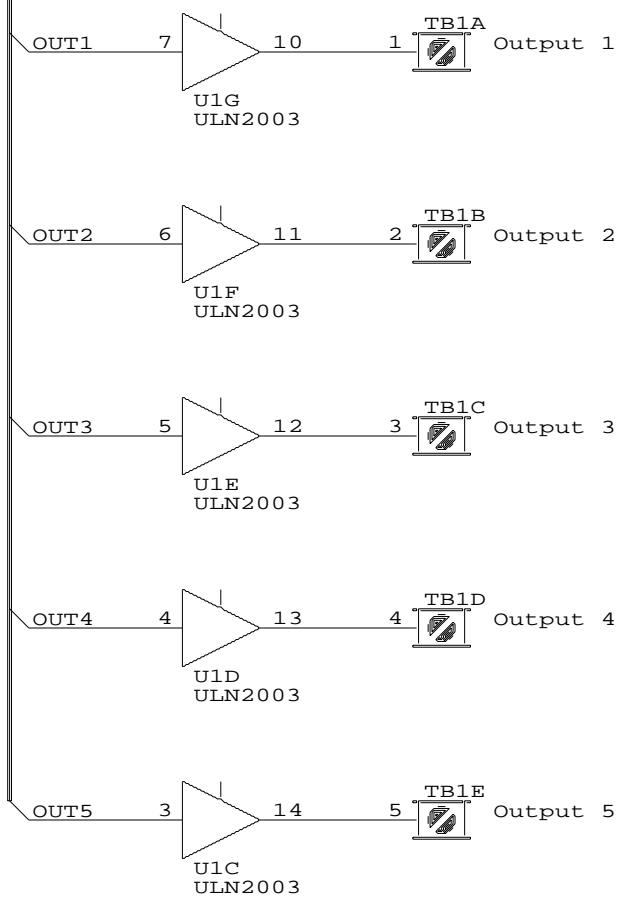 TB1A
OUT1 7 10 1 Output 1
U1G
ULN2003
TB1B
OUT2 6 11 2 Output 2
U1F
ULN2003
TB1C
OUT3 5 12 3 Output 3
U1E
ULN2003
TB1D
OUT4 4 13 4 Output 4
U1D
ULN2003
TB1E
OUT5 3 14 5 Output 5
U1C
ULN2003